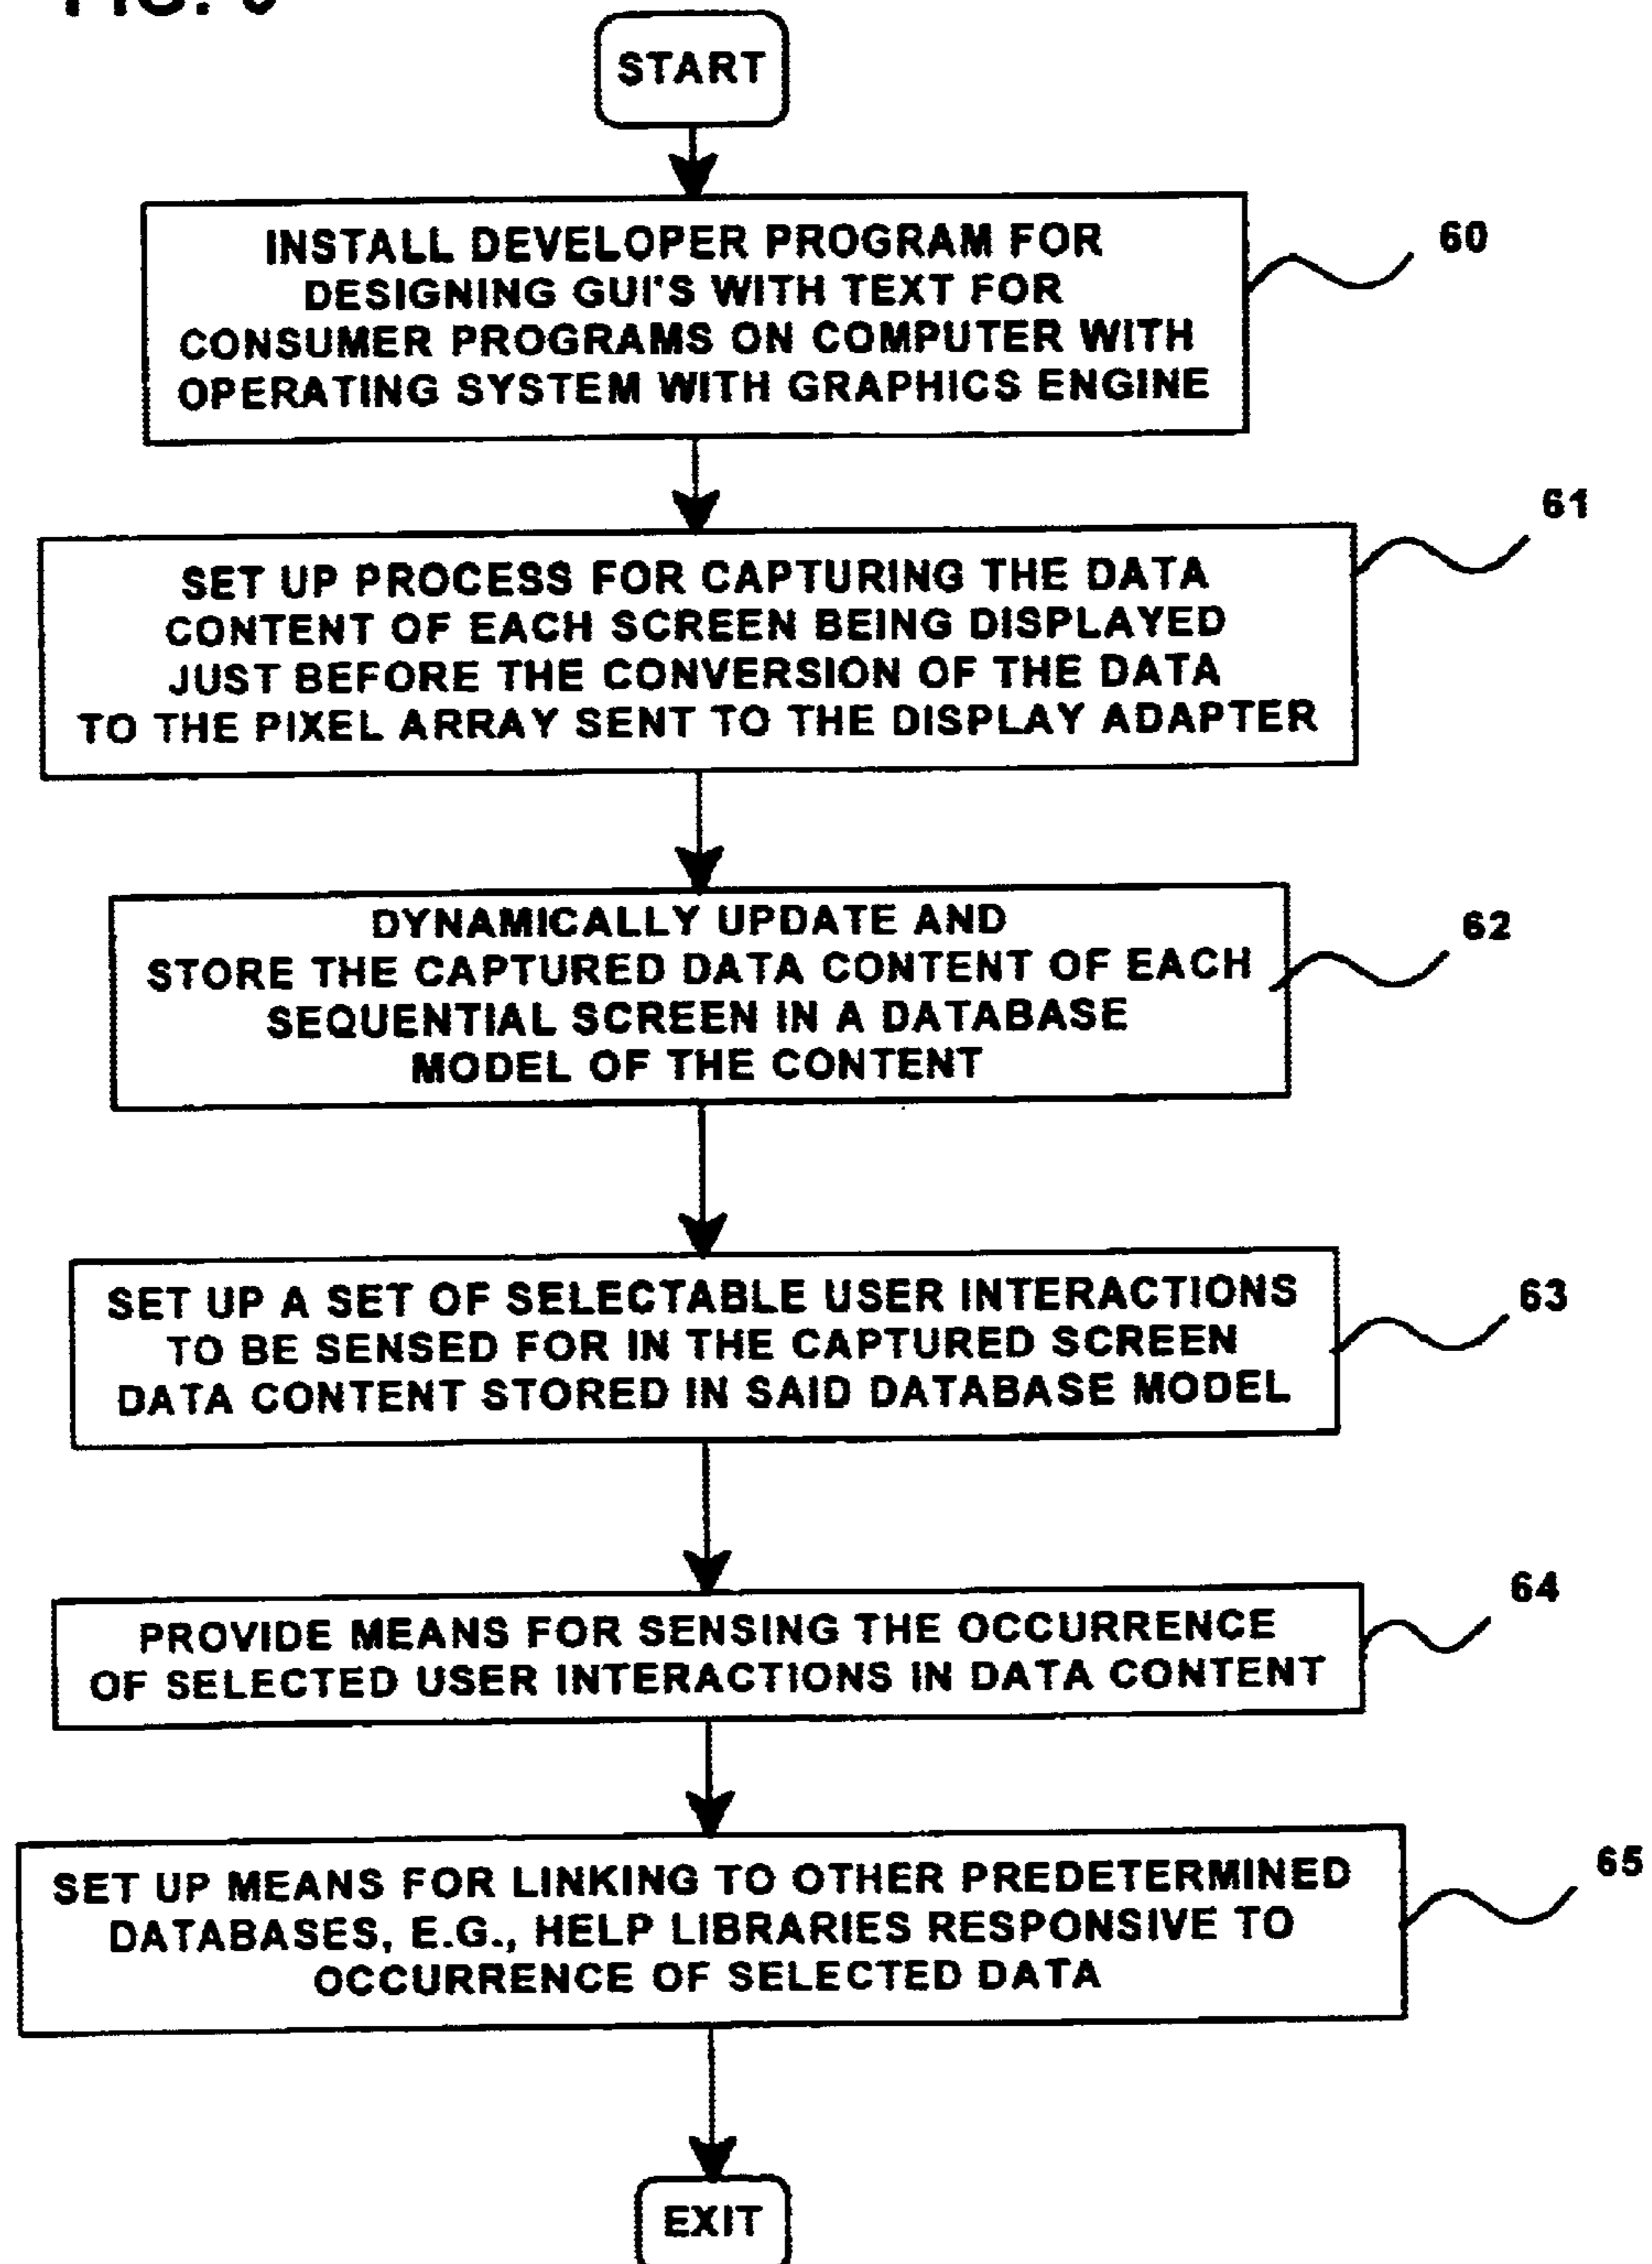 FIG.
START
INSTALL DEVELOPER PROGRAM FOR
DESIGNING GUI'S WITH TEXT FOR
CONSUMER PROGRAMS ON COMPUTER WITH
OPERATING SYSTEM WITH GRAPHICS ENGINE
60
SET UP PROCESS FOR CAPTURING THE DATA
CONTENT OF EACH SCREEN BEING DISPLAYED
JUST BEFORE THE CONVERSION OF THE DATA
TO THE PIXEL ARRAY SENT TO THE DISPLAY ADAPTER
61
DYNAMICALLY UPDATE AND
STORE THE CAPTURED DATA CONTENT OF EACH
SEQUENTIAL SCREEN IN A DATABASE
MODEL OF THE CONTENT
62
SET UP A SET OF SELECTABLE USER INTERACTIONS
TO BE SENSED FOR IN THE CAPTURED SCREEN
DATA CONTENT STORED IN SAID DATABASE MODEL
63
PROVIDE MEANS FOR SENSING THE OCCURRENCE
OF SELECTED USER INTERACTIONS IN DATA CONTENT
64
SET UP MEANS FOR LINKING TO OTHER PREDETERMINED
DATABASES, E.G., HELP LIBRARIES RESPONSIVE TO
OCCURRENCE OF SELECTED DATA
65
EXIT